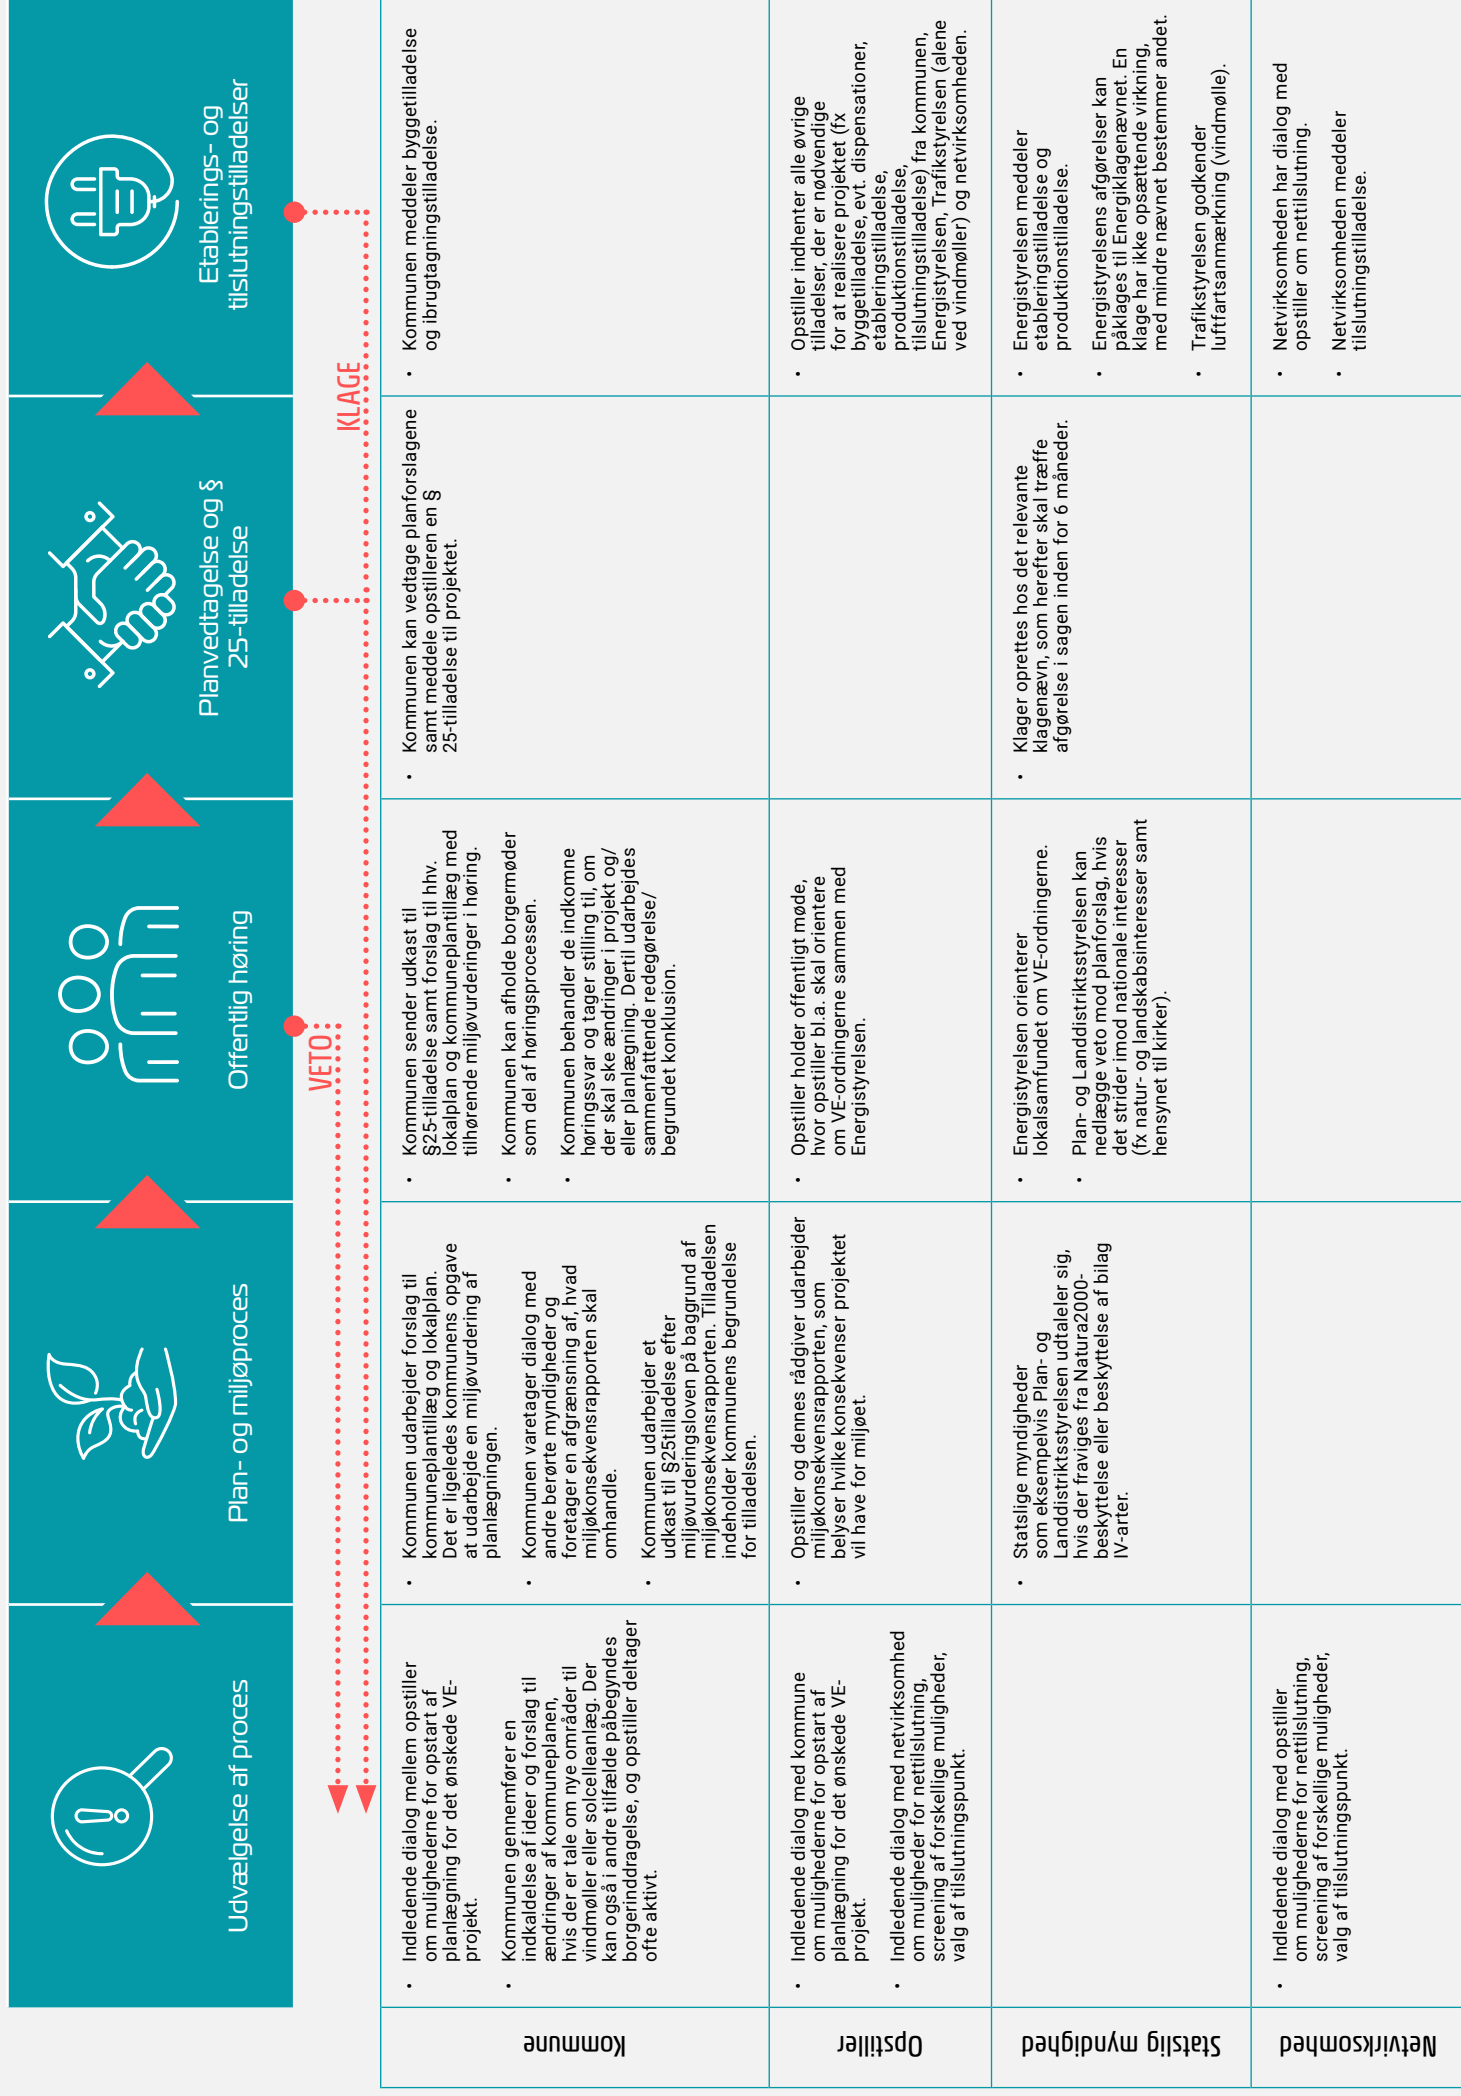 Udvælgelse af proces
Plan- og miljøproces
Offentlig høring
Planvedtagelse og §
25-tilladelse
Etablerings- og
tilslutningstilladelser
VETO
KLAGE
Kommune
• Indledende dialog mellem opstiller
om mulighederne for opstart af
planlægning for det ønskede VE-
projekt.
• Kommunen gennemfører en
indkaldelse af ideer og forslag til
ændringer af kommuneplanen,
hvis der er tale om nye områder til
vindmøller eller solcelleanlæg. Der
kan også i andre tilfælde påbegyndes
borgerinddragelse, og opstiller deltager
ofte aktivt.
• Kommunen udarbejder forslag til
kommuneplantillæg og lokalplan.
Det er ligeledes kommunens opgave
at udarbejde en miljøvurdering af
planlægningen.
• Kommunen varetager dialog med
andre berørte myndigheder og
foretager en afgrænsning af, hvad
miljøkonsekvensrapporten skal
omhandle.
• Kommunen udarbejder et
udkast til §25tilladelse efter
miljøvurderingsloven på baggrund af
miljøkonsekvensrapporten. Tilladelsen
indeholder kommunens begrundelse
for tilladelsen.
• Kommunen sender udkast til
§25-tilladelse samt forslag til hhv.
lokalplan og kommuneplantillæg med
tilhørende miljøvurderinger i høring.
• Kommunen kan afholde borgermøder
som del af høringsprocessen.
• Kommunen behandler de indkomne
høringssvar og tager stilling til, om
der skal ske ændringer i projekt og/
eller planlægning. Dertil udarbejdes
sammenfattende redegørelse/
begrundet konklusion.
• Kommunen kan vedtage planforslagene
samt meddele opstilleren en §
25-tilladelse til projektet.
• Kommunen meddeler byggetilladelse
og ibrugtagningstilladelse.
Opstiller
• Indledende dialog med kommune
om mulighederne for opstart af
planlægning for det ønskede VE-
projekt.
• Indledende dialog med netvirksomhed
om muligheder for nettilslutning,
screening af forskellige muligheder,
valg af tilslutningspunkt.
• Opstiller og dennes rådgiver udarbejder
miljøkonsekvensrapporten, som
belyser hvilke konsekvenser projektet
vil have for miljøet.
• Opstiller holder offentligt møde,
hvor opstiller bl.a. skal orientere
om VE-ordningerne sammen med
Energistyrelsen.
• Opstiller indhenter alle øvrige
tilladelser, der er nødvendige
for at realisere projektet (fx
byggetilladelse, evt. dispensationer,
etableringstilladelse,
produktionstilladelse,
tilslutningstilladelse) fra kommunen,
Energistyrelsen, Trafikstyrelsen (alene
ved vindmøller) og netvirksomheden.
Statslig myndighed
• Statslige myndigheder
som eksempelvis Plan- og
Landdistriktsstyrelsen udtaler sig,
hvis der fraviges fra Natura2000-
beskyttelse eller beskyttelse af bilag
IV-arter.
• Energistyrelsen orienterer
lokalsamfundet om VE-ordningerne.
• Plan- og Landdistriktsstyrelsen kan
nedlægge veto mod planforslag, hvis
det strider imod nationale interesser
(fx natur- og landskabsinteresser samt
hensynet til kirker).
• Klager oprettes hos det relevante
klagenævn, som herefter skal træffe
afgørelse i sagen inden for 6 måneder.
• Energistyrelsen meddeler
etableringstilladelse og
produktionstilladelse.
• Energistyrelsens afgørelser kan
påklages til Energiklagenævnet. En
klage har ikke opsættende virkning,
med mindre nævnet bestemmer andet.
• Trafikstyrelsen godkender
luftfartsanmærkning (vindmølle).
Netvirksomhed
• Indledende dialog med opstiller
om mulighederne for nettilslutning,
screening af forskellige muligheder,
valg af tilslutningspunkt.
• Netvirksomheden har dialog med
opstiller om nettilslutning.
• Netvirksomheden meddeler
tilslutningstilladelse.